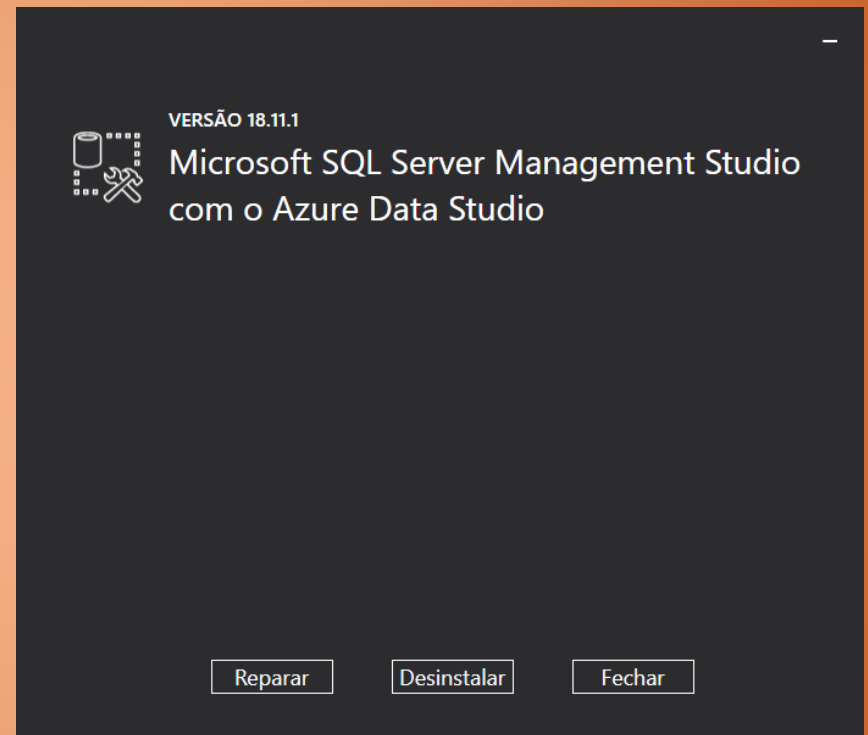 VERSÃO 18.11.1
Microsoft SQL Server Management Studio
com o Azure Data Studio
Reparar Desinstalar Fechar